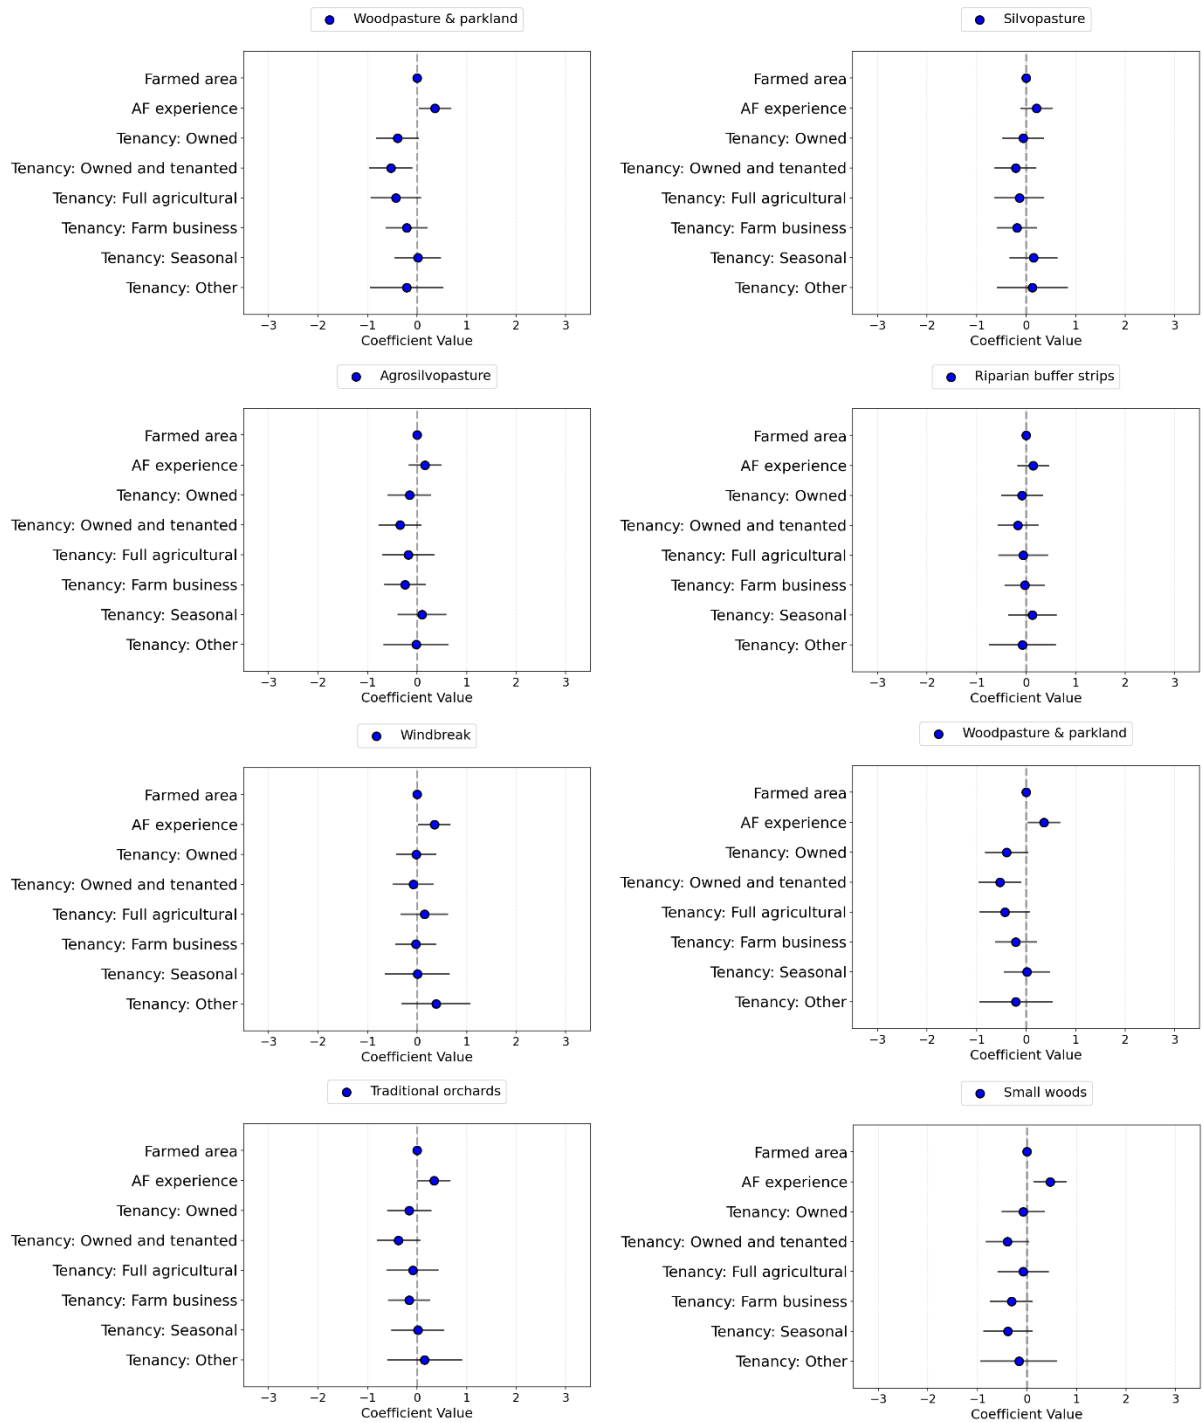 Woodpasture & parkland
Farmed area
AF experience
Tenancy: Owned
Tenancy: Owned and tenanted
Tenancy: Full agricultural
Tenancy: Farm business
Tenancy: Seasonal
Tenancy: Other
−3 −2 −1 0 1 2 3
Coefficient Value
Silvopasture
Farmed area
AF experience
Tenancy: Owned
Tenancy: Owned and tenanted
Tenancy: Full agricultural
Tenancy: Farm business
Tenancy: Seasonal
Tenancy: Other
−3 −2 −1 0 1 2 3
Coefficient Value
Agrosilvopasture
Farmed area
AF experience
Tenancy: Owned
Tenancy: Owned and tenanted
Tenancy: Full agricultural
Tenancy: Farm business
Tenancy: Seasonal
Tenancy: Other
−3 −2 −1 0 1 2 3
Coefficient Value
Riparian buffer strips
Farmed area
AF experience
Tenancy: Owned
Tenancy: Owned and tenanted
Tenancy: Full agricultural
Tenancy: Farm business
Tenancy: Seasonal
Tenancy: Other
−3 −2 −1 0 1 2 3
Coefficient Value
Windbreak
Farmed area
AF experience
Tenancy: Owned
Tenancy: Owned and tenanted
Tenancy: Full agricultural
Tenancy: Farm business
Tenancy: Seasonal
Tenancy: Other
−3 −2 −1 0 1 2 3
Coefficient Value
Woodpasture & parkland
Farmed area
AF experience
Tenancy: Owned
Tenancy: Owned and tenanted
Tenancy: Full agricultural
Tenancy: Farm business
Tenancy: Seasonal
Tenancy: Other
−3 −2 −1 0 1 2 3
Coefficient Value
Traditional orchards
Farmed area
AF experience
Tenancy: Owned
Tenancy: Owned and tenanted
Tenancy: Full agricultural
Tenancy: Farm business
Tenancy: Seasonal
Tenancy: Other
−3 −2 −1 0 1 2 3
Coefficient Value
Small woods
Farmed area
AF experience
Tenancy: Owned
Tenancy: Owned and tenanted
Tenancy: Full agricultural
Tenancy: Farm business
Tenancy: Seasonal
Tenancy: Other
−3 −2 −1 0 1 2 3
Coefficient Value